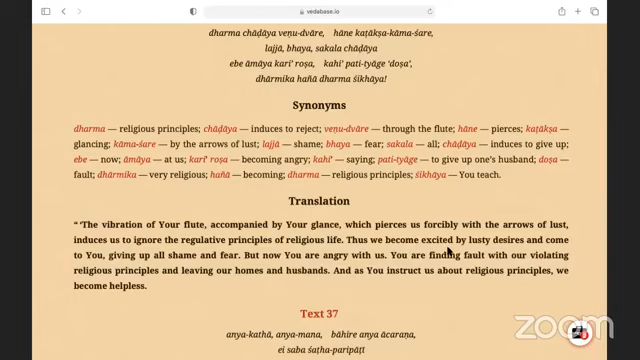 vedabase.io
dharma chāḍāya veṇu-dvāre, hāne kaṭākṣa-kāma-śare,
lajjā, bhaya, sakala chāḍāya
ebe āmāya kari’ roṣa, kahi’ pati-tyāge ‘doṣa’,
dhārmika hañā dharma śikhāya!
Synonyms
dharma — religious principles; chāḍāya — induces to reject; veṇu-dvāre — through the flute; hāne — pierces; kaṭākṣa —
glancing; kāma-śare — by the arrows of lust; lajjā — shame; bhaya — fear; sakala — all; chāḍāya — induces to give up;
ebe — now; āmāya — at us; kari’ roṣa — becoming angry; kahi’ — saying; pati-tyāge — to give up one’s husband; doṣa —
fault; dhārmika — very religious; hañā — becoming; dharma — religious principles; śikhāya — You teach.
Translation
“ ‘The vibration of Your flute, accompanied by Your glance, which pierces us forcibly with the arrows of lust,
induces us to ignore the regulative principles of religious life. Thus we become excited by lusty desires and come
to You, giving up all shame and fear. But now You are angry with us. You are finding fault with our violating
religious principles and leaving our homes and husbands. And as You instruct us about religious principles, we
become helpless.
Text 37
anya-kathā, anya-mana, bāhire anya ācaraṇa,
ei saba śaṭha-paripāṭī
zoom